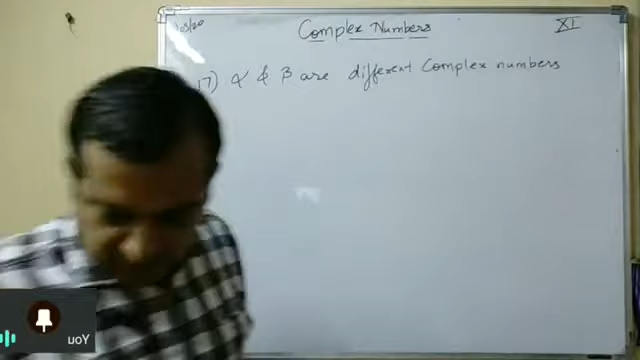 Complex Numbers
XI
17) α & β are different Complex numbers
You